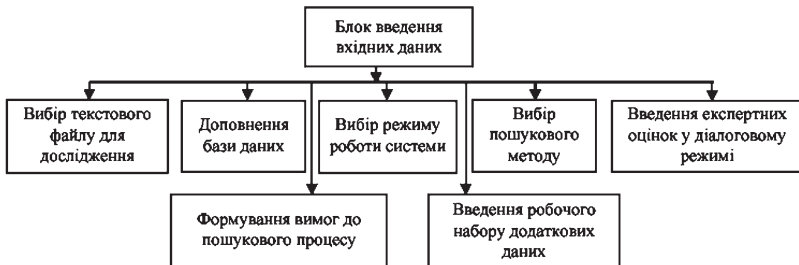 Блок введення
вхідних даних
Вибір текстового
файлу для
дослідження
Доповнення
бази даних
Вибір режиму
роботи системи
Вибір
пошукового
методу
Введення експертних
оцінок у діалоговому
режимі
Формування вимог до
пошукового процесу
Введення робочого
набору додаткових
даних